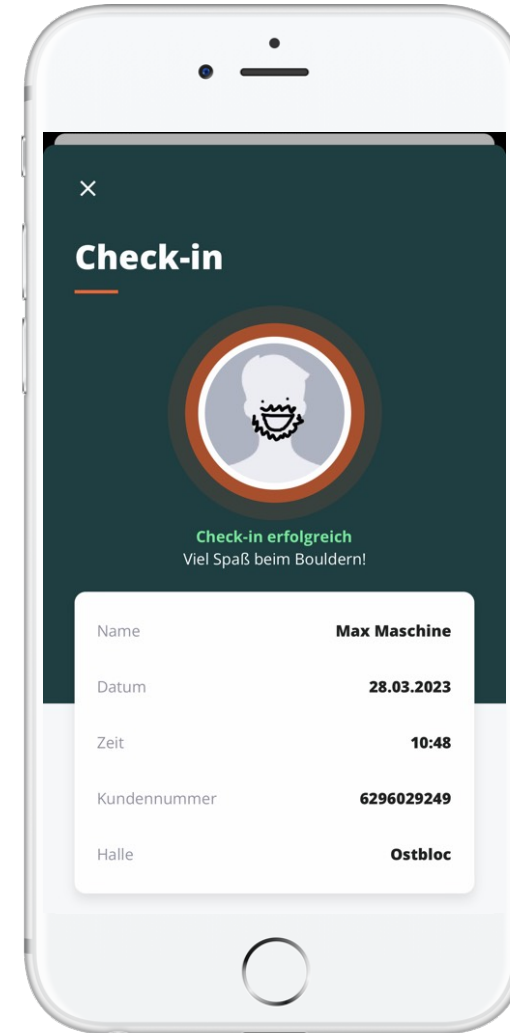 Check-in
Check-in erfolgreich
Viel Spaß beim Bouldern!
Name Max Maschine
Datum 28.03.2023
Zeit 10:48
Kundennummer 6296029249
Halle Ostbloc